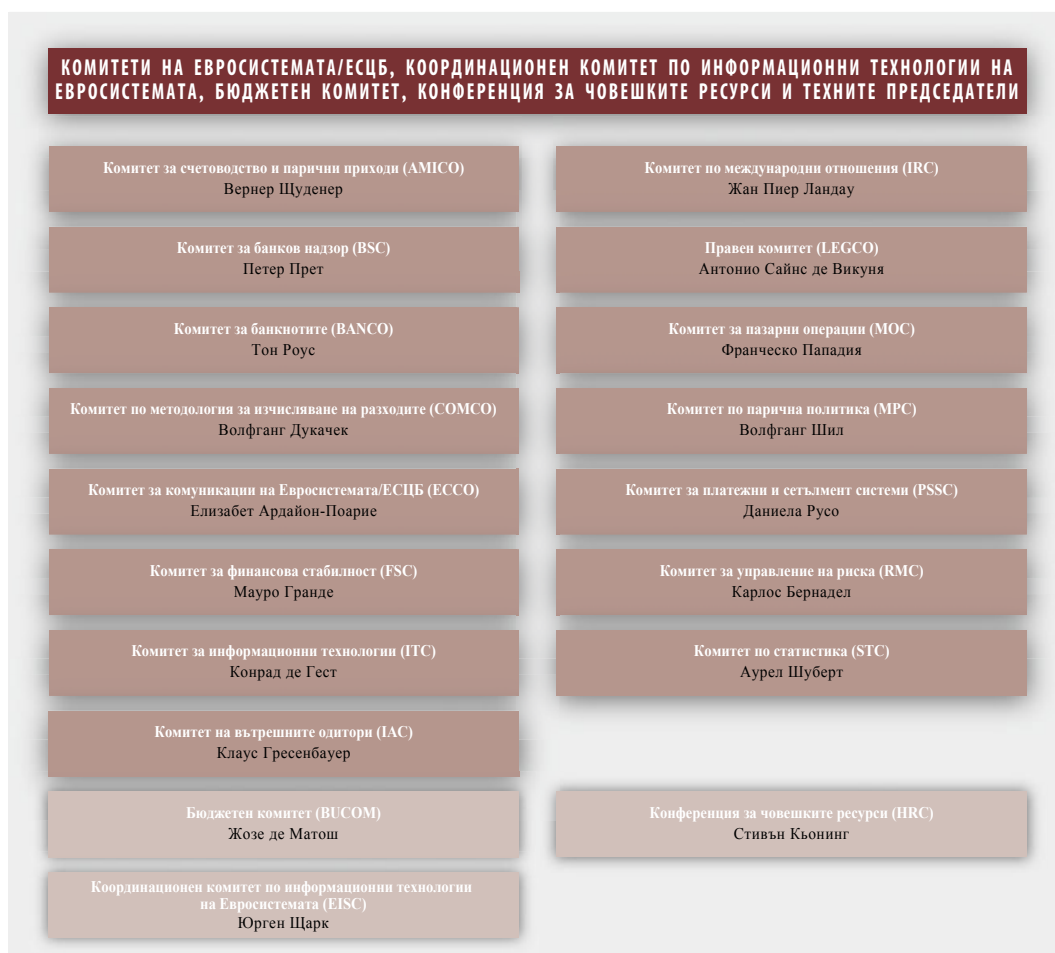 КОМИТЕТИ НА ЕВРОСИСТЕМАТА/ЕСЦБ, КООРДИНАЦИОНЕН КОМИТЕТ ПО ИНФОРМАЦИОННИ ТЕХНОЛОГИИ НА
ЕВРОСИСТЕМАТА, БЮДЖЕТЕН КОМИТЕТ, КОНФЕРЕНЦИЯ ЗА ЧОВЕШКИТЕ РЕСУРСИ И ТЕХНИТЕ ПРЕДСЕДАТЕЛИ
Комитет за счетоводство и парични приходи (AMICO)
Вернер Щуденер
Комитет за банков надзор (BSC)
Петер Прет
Комитет за банкнотите (BANCO)
Тон Роус
Комитет по методология за изчисляване на разходите (COMCO)
Волфганг Дукачек
Комитет за комуникации на Евросистемата/ЕСЦБ (ECCO)
Елизабет Ардайон-Поарие
Комитет за финансова стабилност (FSC)
Мауро Гранде
Комитет за информационни технологии (ITC)
Конрад де Гест
Комитет на вътрешните одитори (IAC)
Клаус Гресенбауер
Бюджетен комитет (BUCOM)
Жозе де Матош
Координационен комитет по информационни технологии
на Евросистемата (EISC)
Юрген Щарк
Комитет по международни отношения (IRC)
Жан Пиер Ландау
Правен комитет (LEGCO)
Антонио Сайнс де Викуня
Комитет за пазарни операции (MOC)
Франческо Пападия
Комитет по парична политика (MPC)
Волфганг Шил
Комитет за платежни и сетълмент системи (PSSC)
Даниела Русо
Комитет за управление на риска (RMC)
Карлос Бернадел
Комитет по статистика (STC)
Аурел Шуберт
Конференция за човешките ресурси (HRC)
Стивън Кьонинг